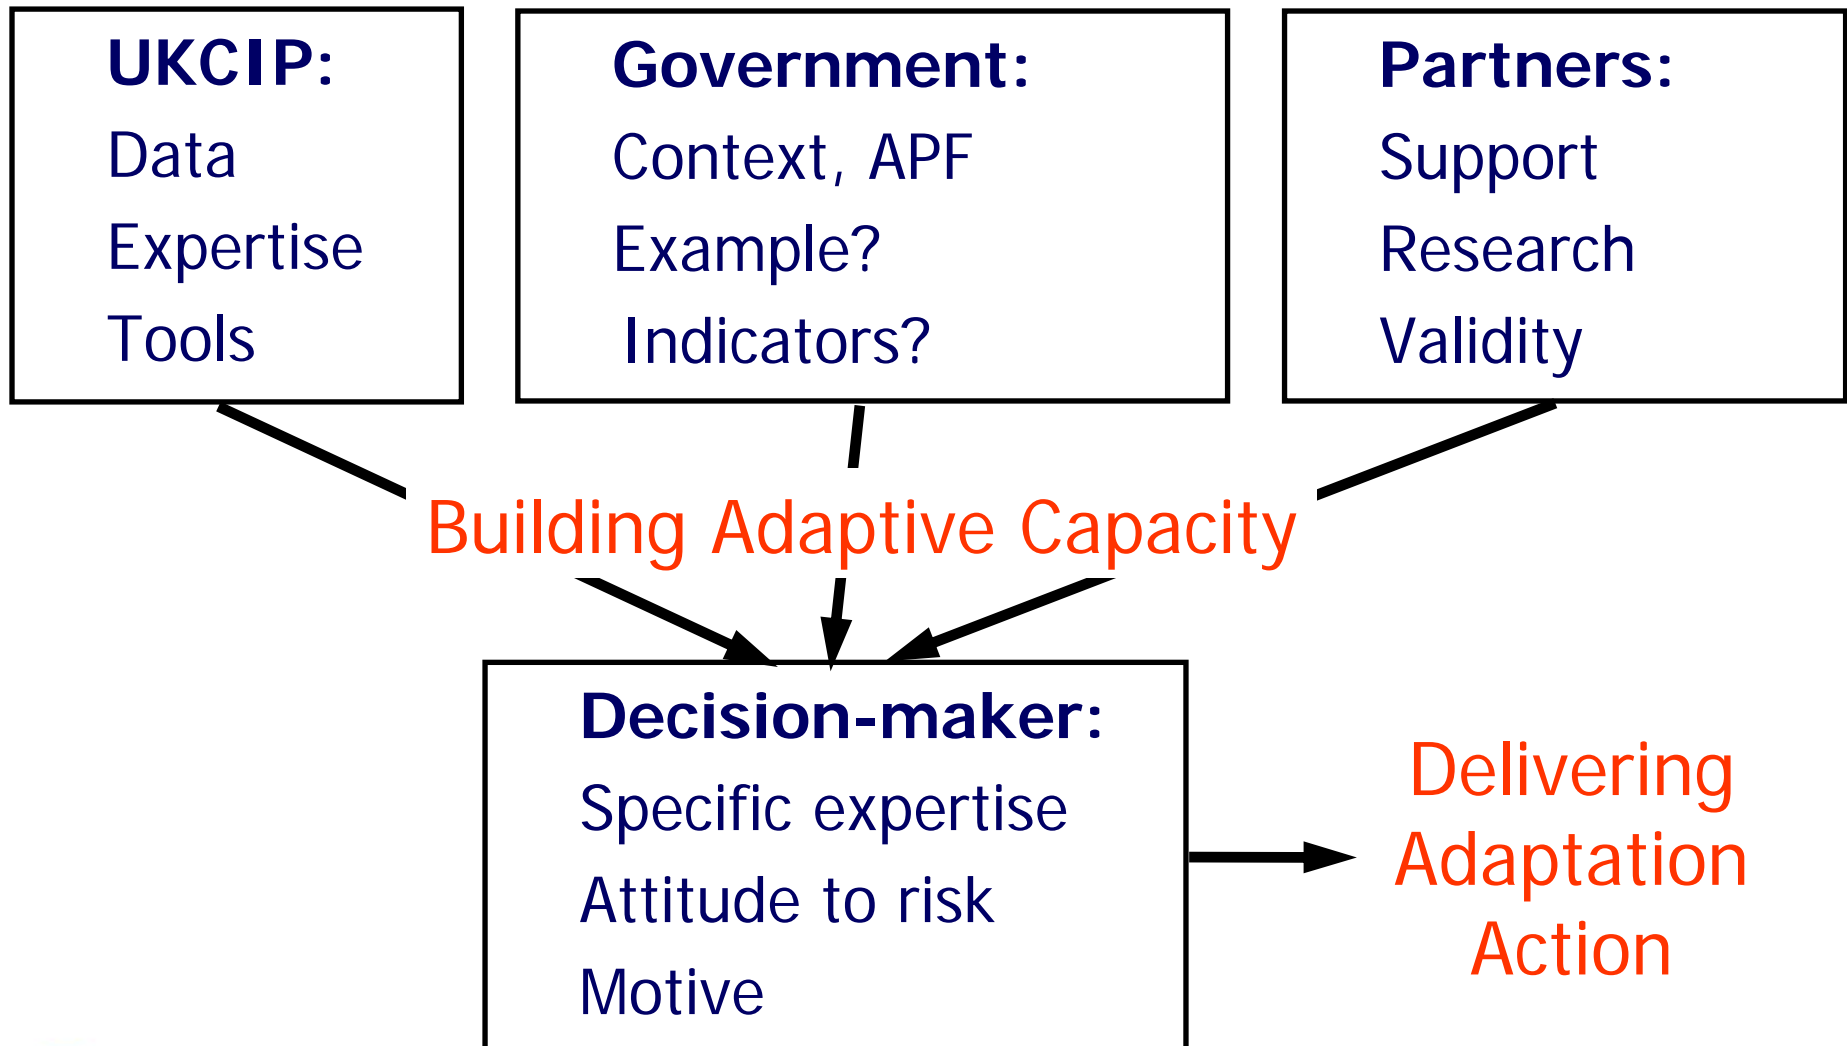 UKCIP:
Data
Expertise
Tools
Government:
Context, APF
Example?
Indicators?
Partners:
Support
Research
Validity
Building Adaptive Capacity
Decision-maker:
Specific expertise
Attitude to risk
Motive
Delivering
Adaptation
Action